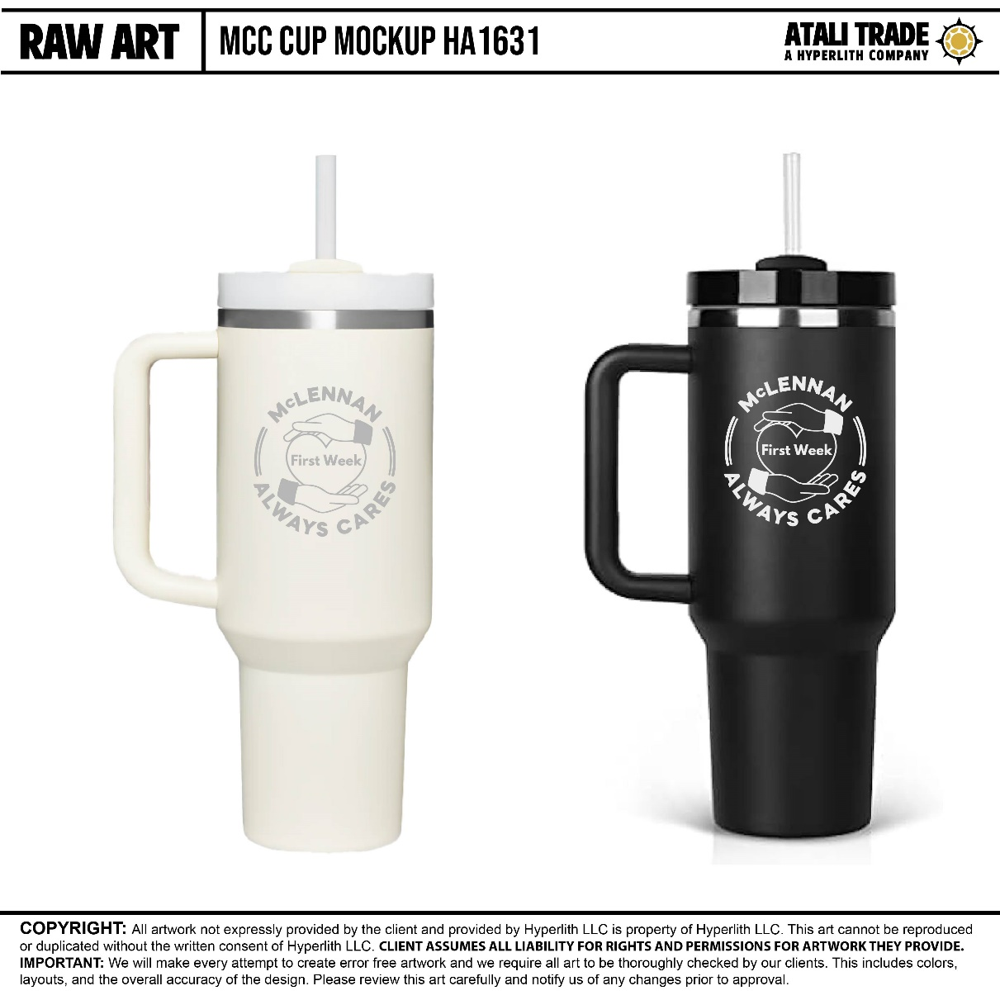 RAW ART
MCC CUP MOCKUP HA1631
ATALI TRADE
A HYPERLITH COMPANY
McLENNAN
First Week
ALWAYS CARES
McLENNAN
First Week
ALWAYS CARES
COPYRIGHT: All artwork not expressly provided by the client and provided by Hyperlith LLC is property of Hyperlith LLC. This art cannot be reproduced
or duplicated without the written consent of Hyperlith LLC. CLIENT ASSUMES ALL LIABILITY FOR RIGHTS AND PERMISSIONS FOR ARTWORK THEY PROVIDE.
IMPORTANT: We will make every attempt to create error free artwork and we require all art to be thoroughly checked by our clients. This includes colors,
layouts, and the overall accuracy of the design. Please review this art carefully and notify us of any changes prior to approval.